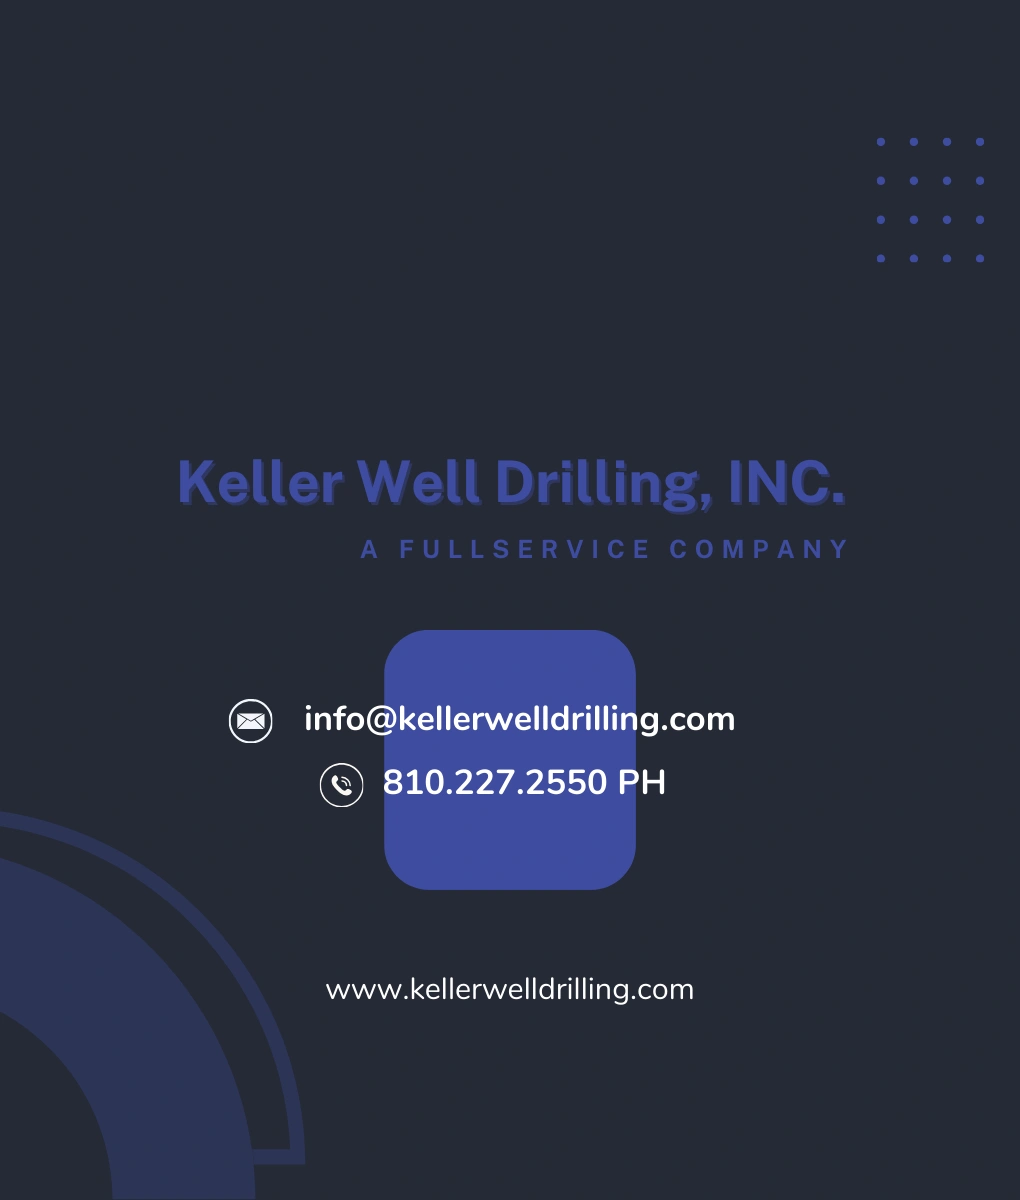 Keller Well Drilling, INC.
A FULLSERVICE COMPANY
info@kellerwelldrilling.com
810.227.2550 PH
www.kellerwelldrilling.com